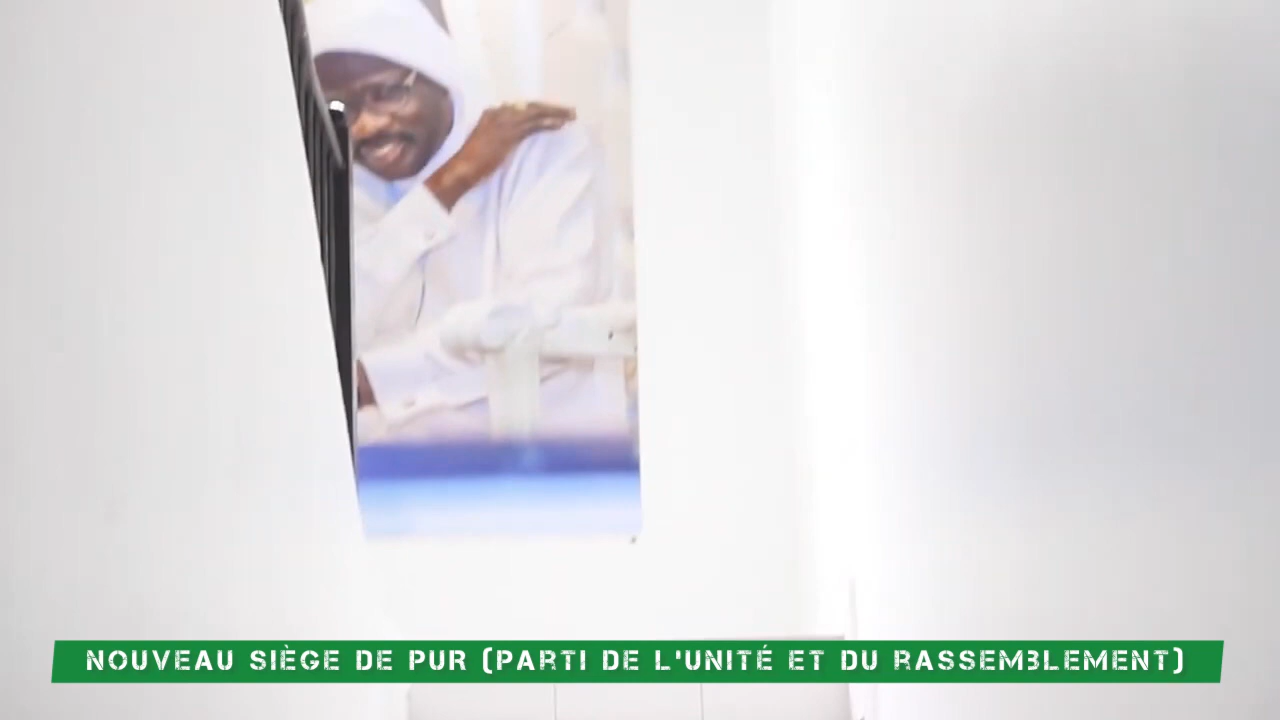 NOUVEAU SIÈGE DE PUR (PARTI DE L'UNITÉ ET DU RASSEMBLEMENT)